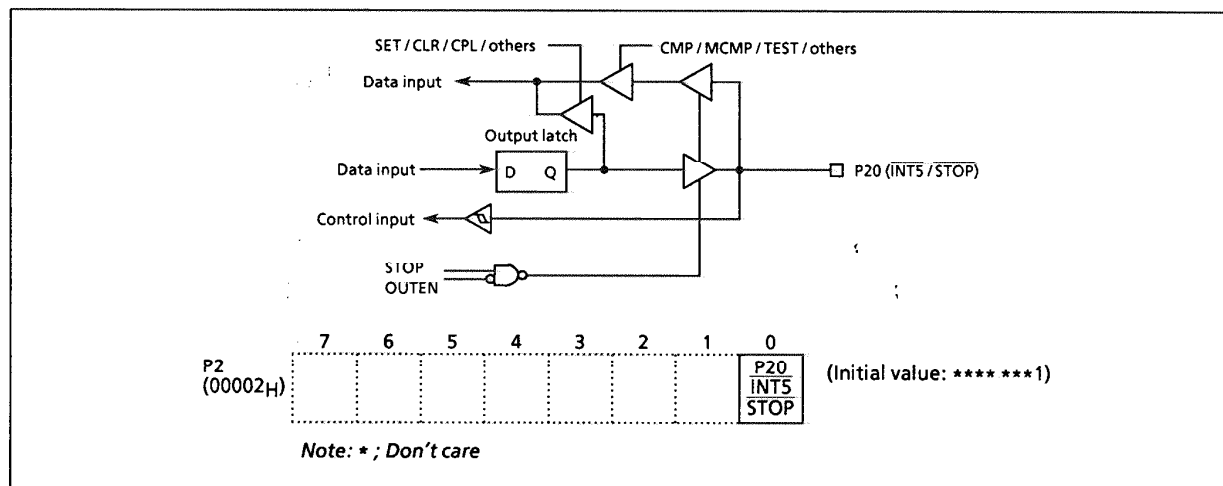 SET / CLR / CPL / others
CMP / MCMP / TEST / others
Data input
Output latch
Data input
D Q
P20 (INT5 / STOP)
Control input
STOP
OUTEN
7 6 5 4 3 2 1 0
P2
(00002H)
P20
INT5
STOP
(Initial value: **** ***1)
Note: * ; Don't care